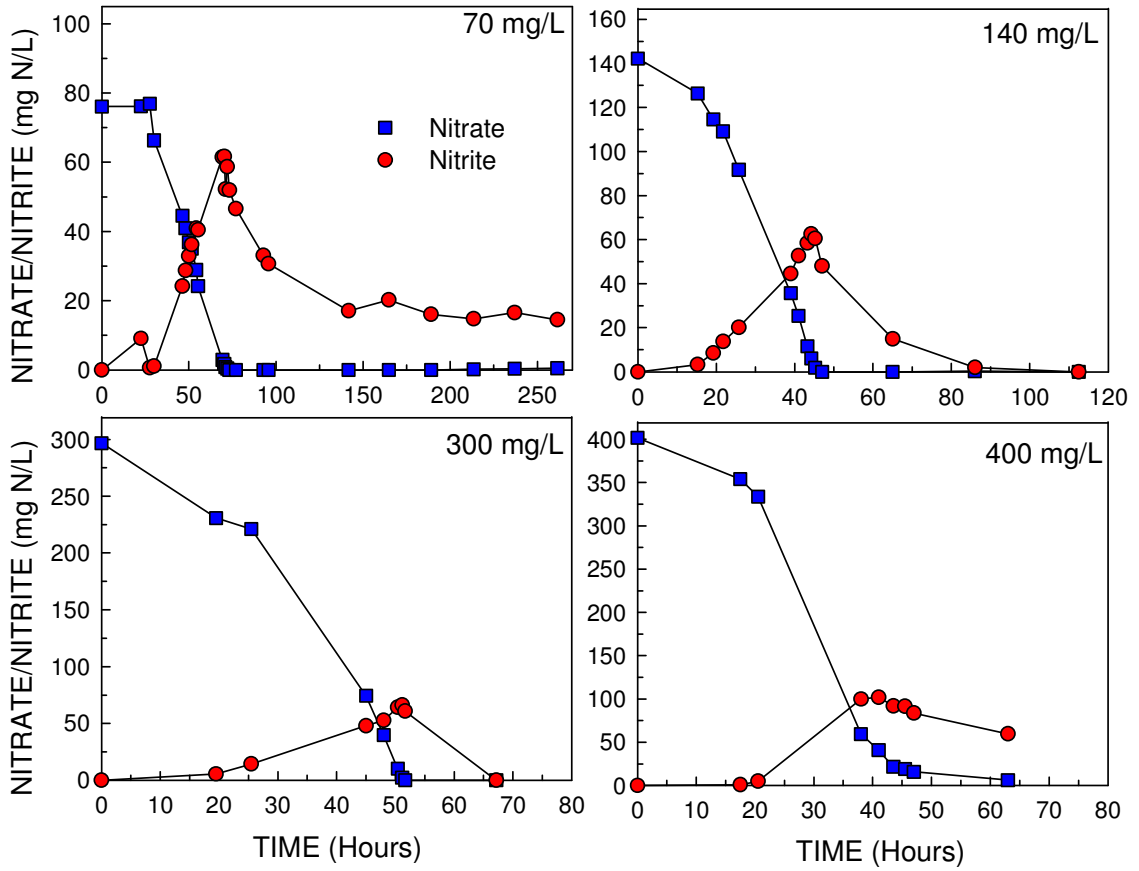 70 mg/L
100
80
60
40
20
0
0 50 100 150 200 250
Nitrate
Nitrite
NITRATE/NITRITE (mg N/L)
140 mg/L
160
140
120
100
80
60
40
20
0
0 20 40 60 80 100 120
300 mg/L
300
250
200
150
100
50
0
0 10 20 30 40 50 60 70 80
NITRATE/NITRITE (mg N/L)
TIME (Hours)
400 mg/L
400
350
300
250
200
150
100
50
0
0 10 20 30 40 50 60 70 80
TIME (Hours)